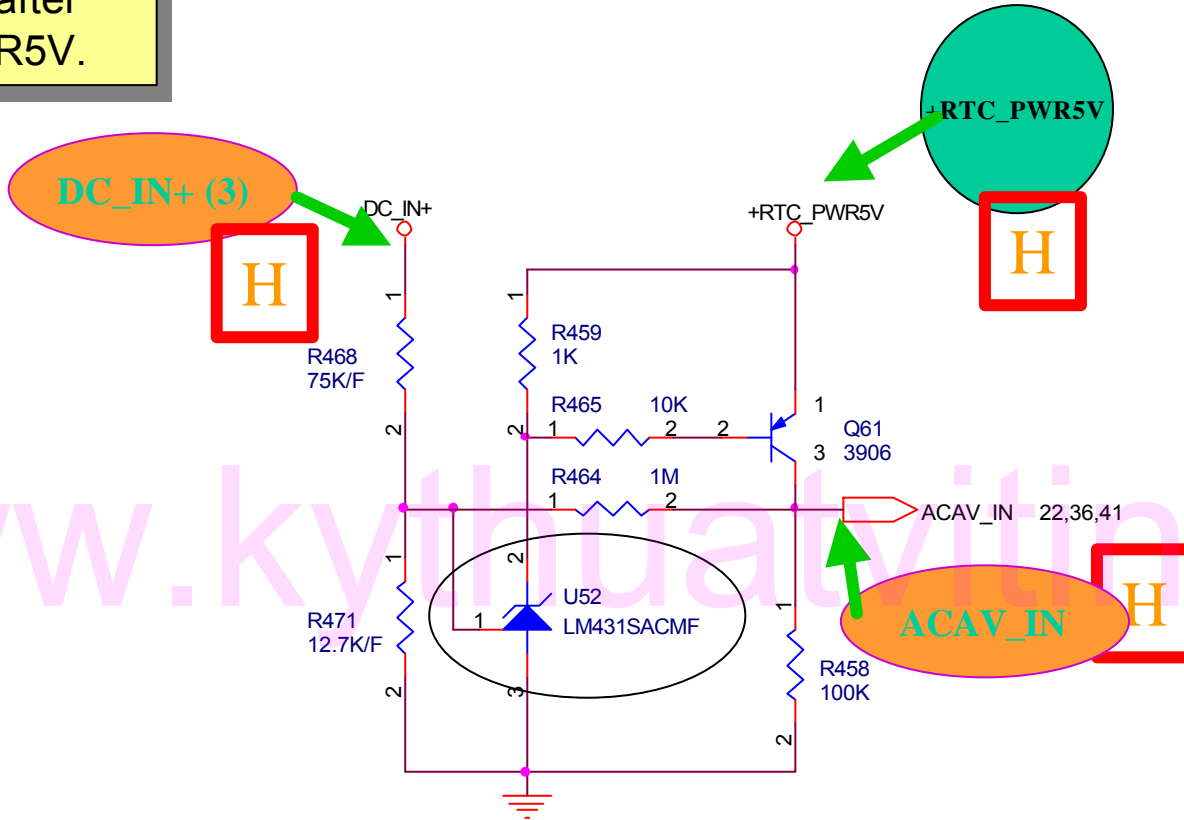 after
R5V.
+RTC_PWR5V
DC_IN+ (3)
DC_IN+
+RTC_PWR5V
H
H
1
1
R459
1K
R468
75K/F
R465 10K
1
1 2 2
2
2
Q61
3906
3
R464 1M
1 2
ACAV_IN 22,36,41
w.kythuatvitin
1
2
U52
LM431SACMF
1
R471
12.7K/F
1
ACAV_IN
H
R458
100K
2
3
2